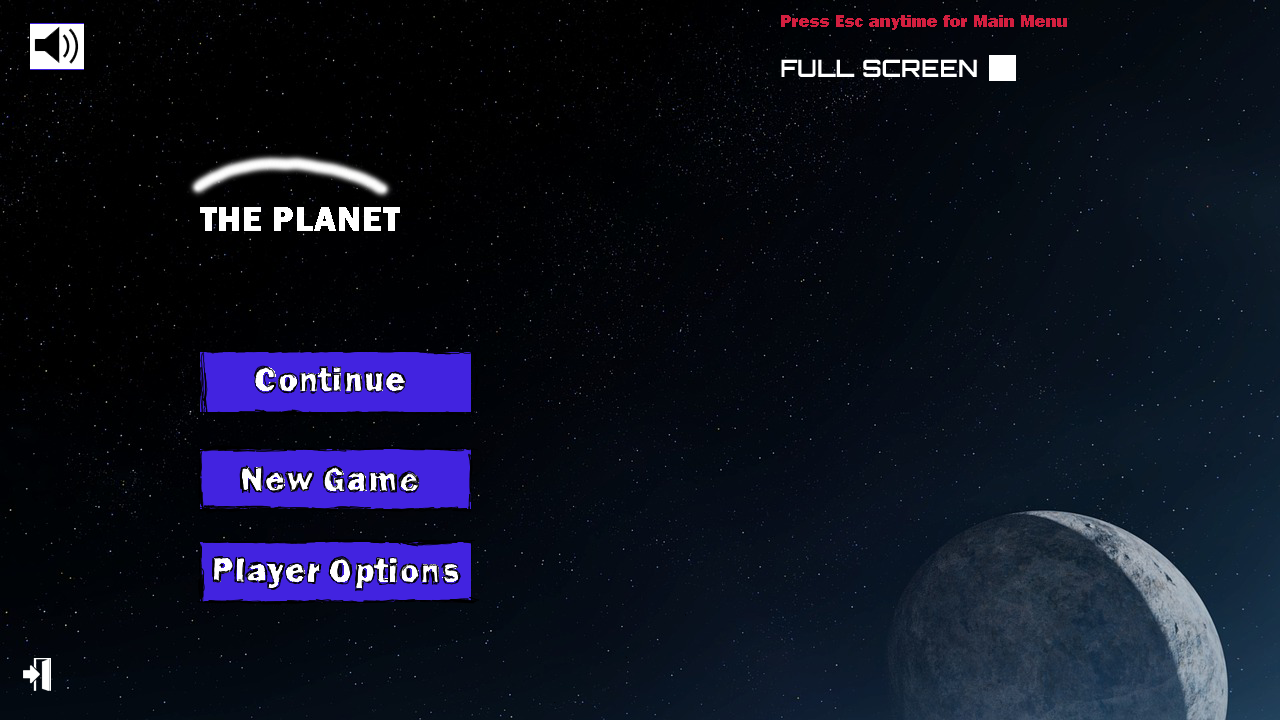 Press Esc anytime for Main Menu
FULL SCREEN
THE PLANET
Continue
New Game
Player Options